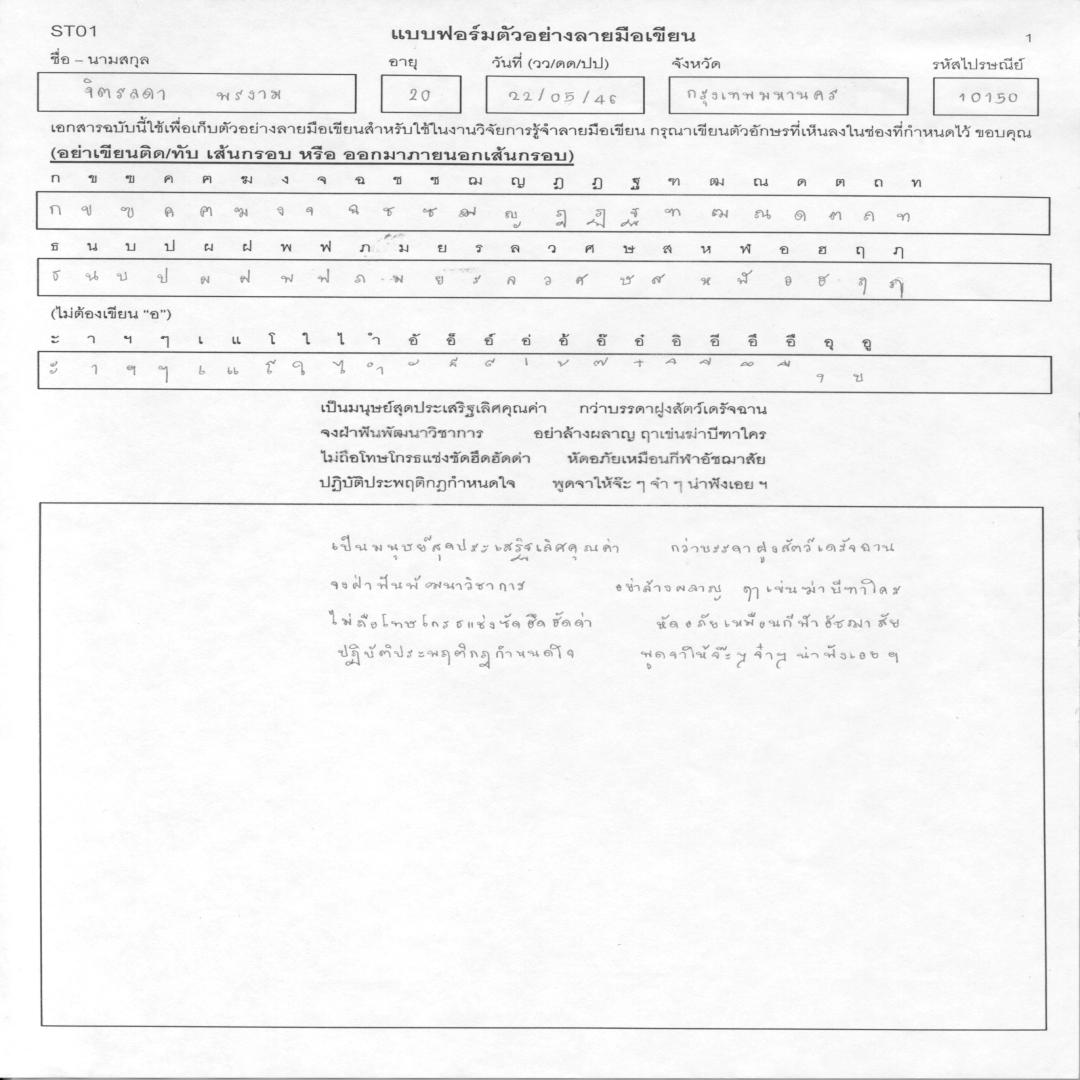 ST01
แบบฟอร์มตัวอย่างลายมือเขียน
1
ชื่อ – นามสกุล อายุ วันที่ (วว/ดด/ปป) จังหวัด รหัสไปรษณีย์
จิตรลดา พรงาม 20 22/05/46 กรุงเทพมหานคร 10150
เอกสารฉบับนี้ใช้เพื่อเก็บตัวอย่างลายมือเขียนสำหรับใช้ในงานวิจัยการรู้จำลายมือเขียน กรุณาเขียนตัวอักษรที่เห็นลงในช่องที่กำหนดไว้ ขอบคุณ
(อย่าเขียนติด/ทับ เส้นกรอบ หรือ ออกมาภายนอกเส้นกรอบ)
ก ข ฃ ค ฅ ฆ ง จ ฉ ช ซ ฌ ญ ฎ ฏ ฐ ฑ ฒ ณ ด ต ถ ท
ก ข ฃ ค ฅ ฆ ง จ ฉ ช ซ ฌ ญ ฎ ฏ ฐ ฑ ฒ ณ ด ต ถ ท
ธ น บ ป ผ ฝ พ ฟ ภ ม ย ร ล ว ศ ษ ส ห ฬ อ ฮ ฤ ฦ
ธ น บ ป ผ ฝ พ ฟ ภ ม ย ร ล ว ศ ษ ส ห ฬ อ ฮ ฤ ฦ
(ไม่ต้องเขียน "อ")
ะ า ฯ ๆ เ แ โ ใ ไ ำ อั อ็ อ์ อ่ อ้ อ๊ อ๋ อิ อี อึ อื อุ อู
ะ า ฯ ๆ เ แ โ ใ ไ ำ ั ็ ์ ่ ้ ๊ ๋ ิ ี ึ ื ุ ู
เป็นมนุษย์สุดประเสริฐเลิศคุณค่า กว่าบรรดาฝูงสัตว์เดรัจฉาน
จงฝ่าฟันพัฒนาวิชาการ อย่าล้างผลาญ ฤาเข่นฆ่าบีฑาใคร
ไม่ถือโทษโกรธแช่งซัดฮึดฮัดด่า หัดอภัยเหมือนกีฬาอัชฌาสัย
ปฏิบัติประพฤติกฎกำหนดใจ พูดจาให้จ๊ะ ๆ จ๋า ๆ น่าฟังเอย ฯ
เป็นมนุษย์สุดประเสริฐเลิศคุณค่า กว่าบรรดาฝูงสัตว์เดรัจฉาน
จงฝ่าฟันพัฒนาวิชาการ อย่าล้างผลาญ ฤาเข่นฆ่าบีฑาใคร
ไม่ถือโทษโกรธแช่งซัดฮึดฮัดด่า หัดอภัยเหมือนกีฬาอัชฌาสัย
ปฏิบัติประพฤติกฎกำหนดใจ พูดจาให้จ๊ะๆ จ๋าๆ น่าฟังเอย ฯ